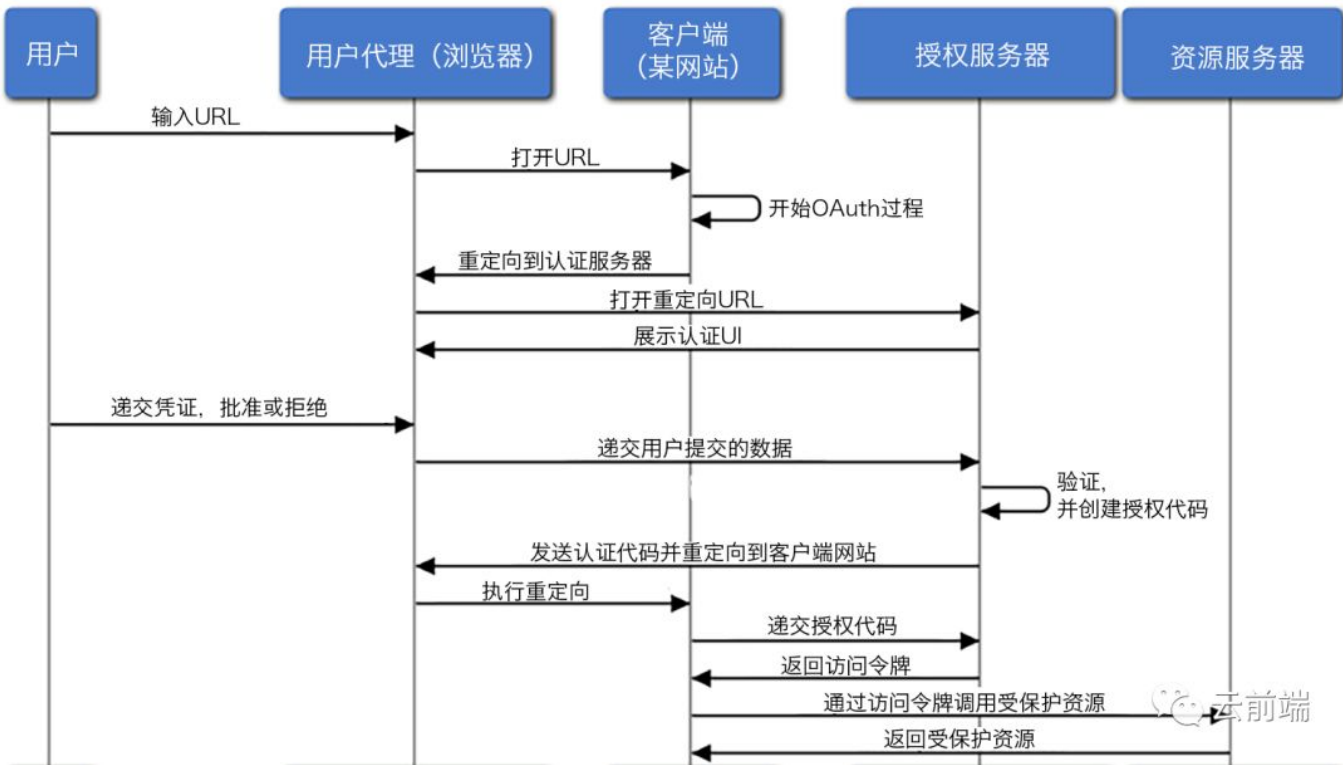 用户
用户代理（浏览器）
客户端
（某网站）
授权服务器
资源服务器
输入URL
打开URL
开始OAuth过程
重定向到认证服务器
打开重定向URL
展示认证UI
递交凭证，批准或拒绝
递交用户提交的数据
验证，
并创建授权代码
发送认证代码并重定向到客户端网站
执行重定向
递交授权代码
返回访问令牌
通过访问令牌调用受保护资源
云前端
返回受保护资源